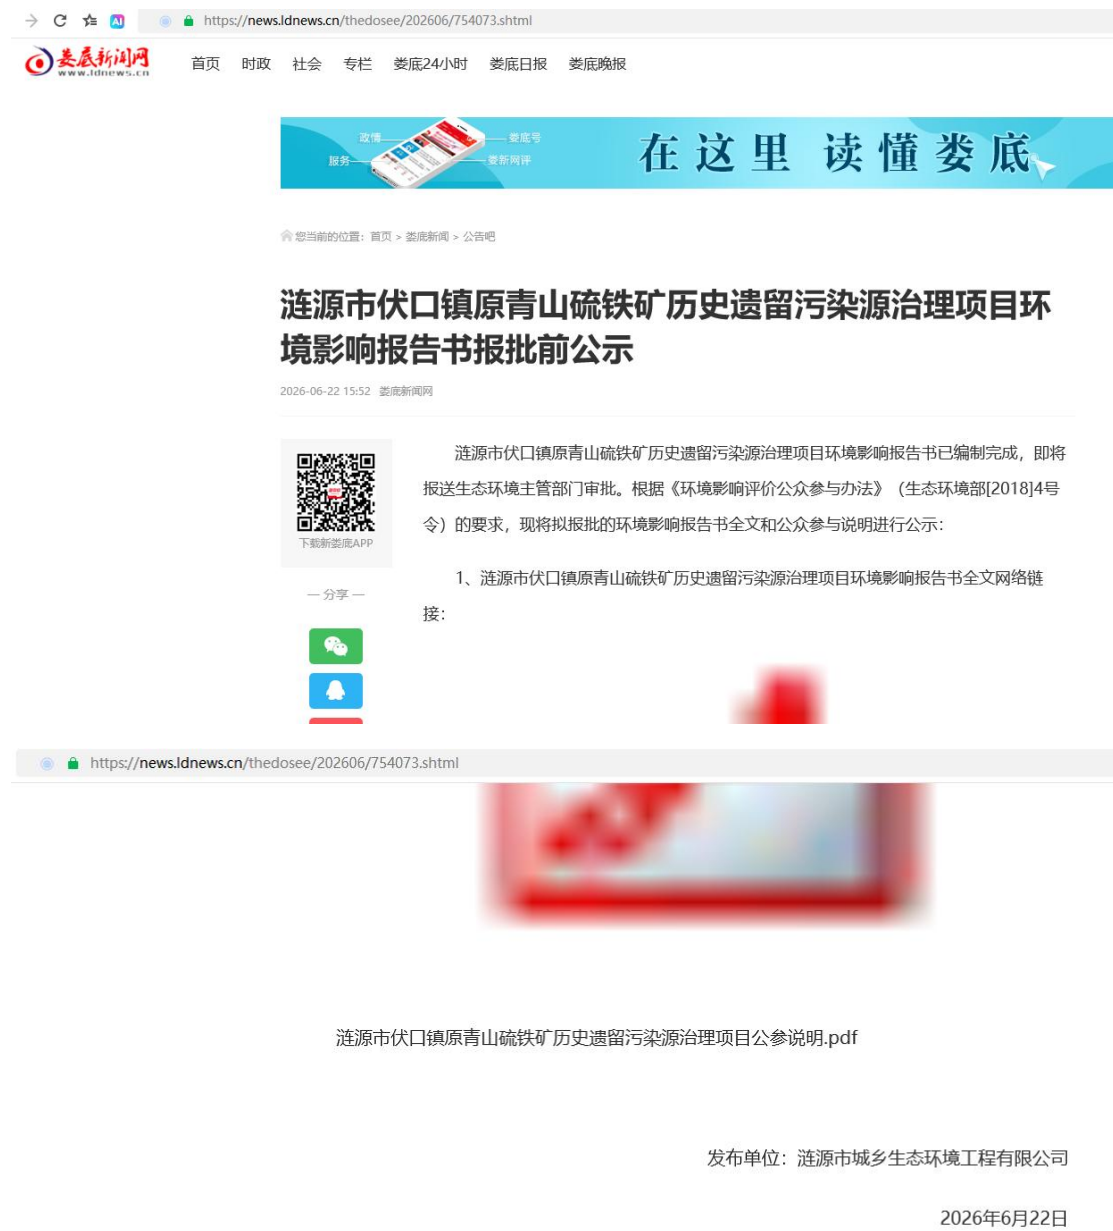 https://news.ldnews.cn/thedosee/202606/754073.shtml
娄底新闻网
www.ldnews.cn
首页 时政 社会 专栏 娄底24小时 娄底日报 娄底晚报
政情 娄底号
服务 娄新网评
在这里 读懂娄底
您当前的位置：首页 > 娄底新闻 > 公告吧
涟源市伏口镇原青山硫铁矿历史遗留污染源治理项目环
境影响报告书报批前公示
2026-06-22 15:52 娄底新闻网
涟源市伏口镇原青山硫铁矿历史遗留污染源治理项目环境影响报告书已编制完成，即将
报送生态环境主管部门审批。根据《环境影响评价公众参与办法》（生态环境部[2018]4号
令）的要求，现将拟报批的环境影响报告书全文和公众参与说明进行公示：
下载新娄底APP
1、涟源市伏口镇原青山硫铁矿历史遗留污染源治理项目环境影响报告书全文网络链
接：
— 分享 —
https://news.ldnews.cn/thedosee/202606/754073.shtml
涟源市伏口镇原青山硫铁矿历史遗留污染源治理项目公参说明.pdf
发布单位：涟源市城乡生态环境工程有限公司
2026年6月22日